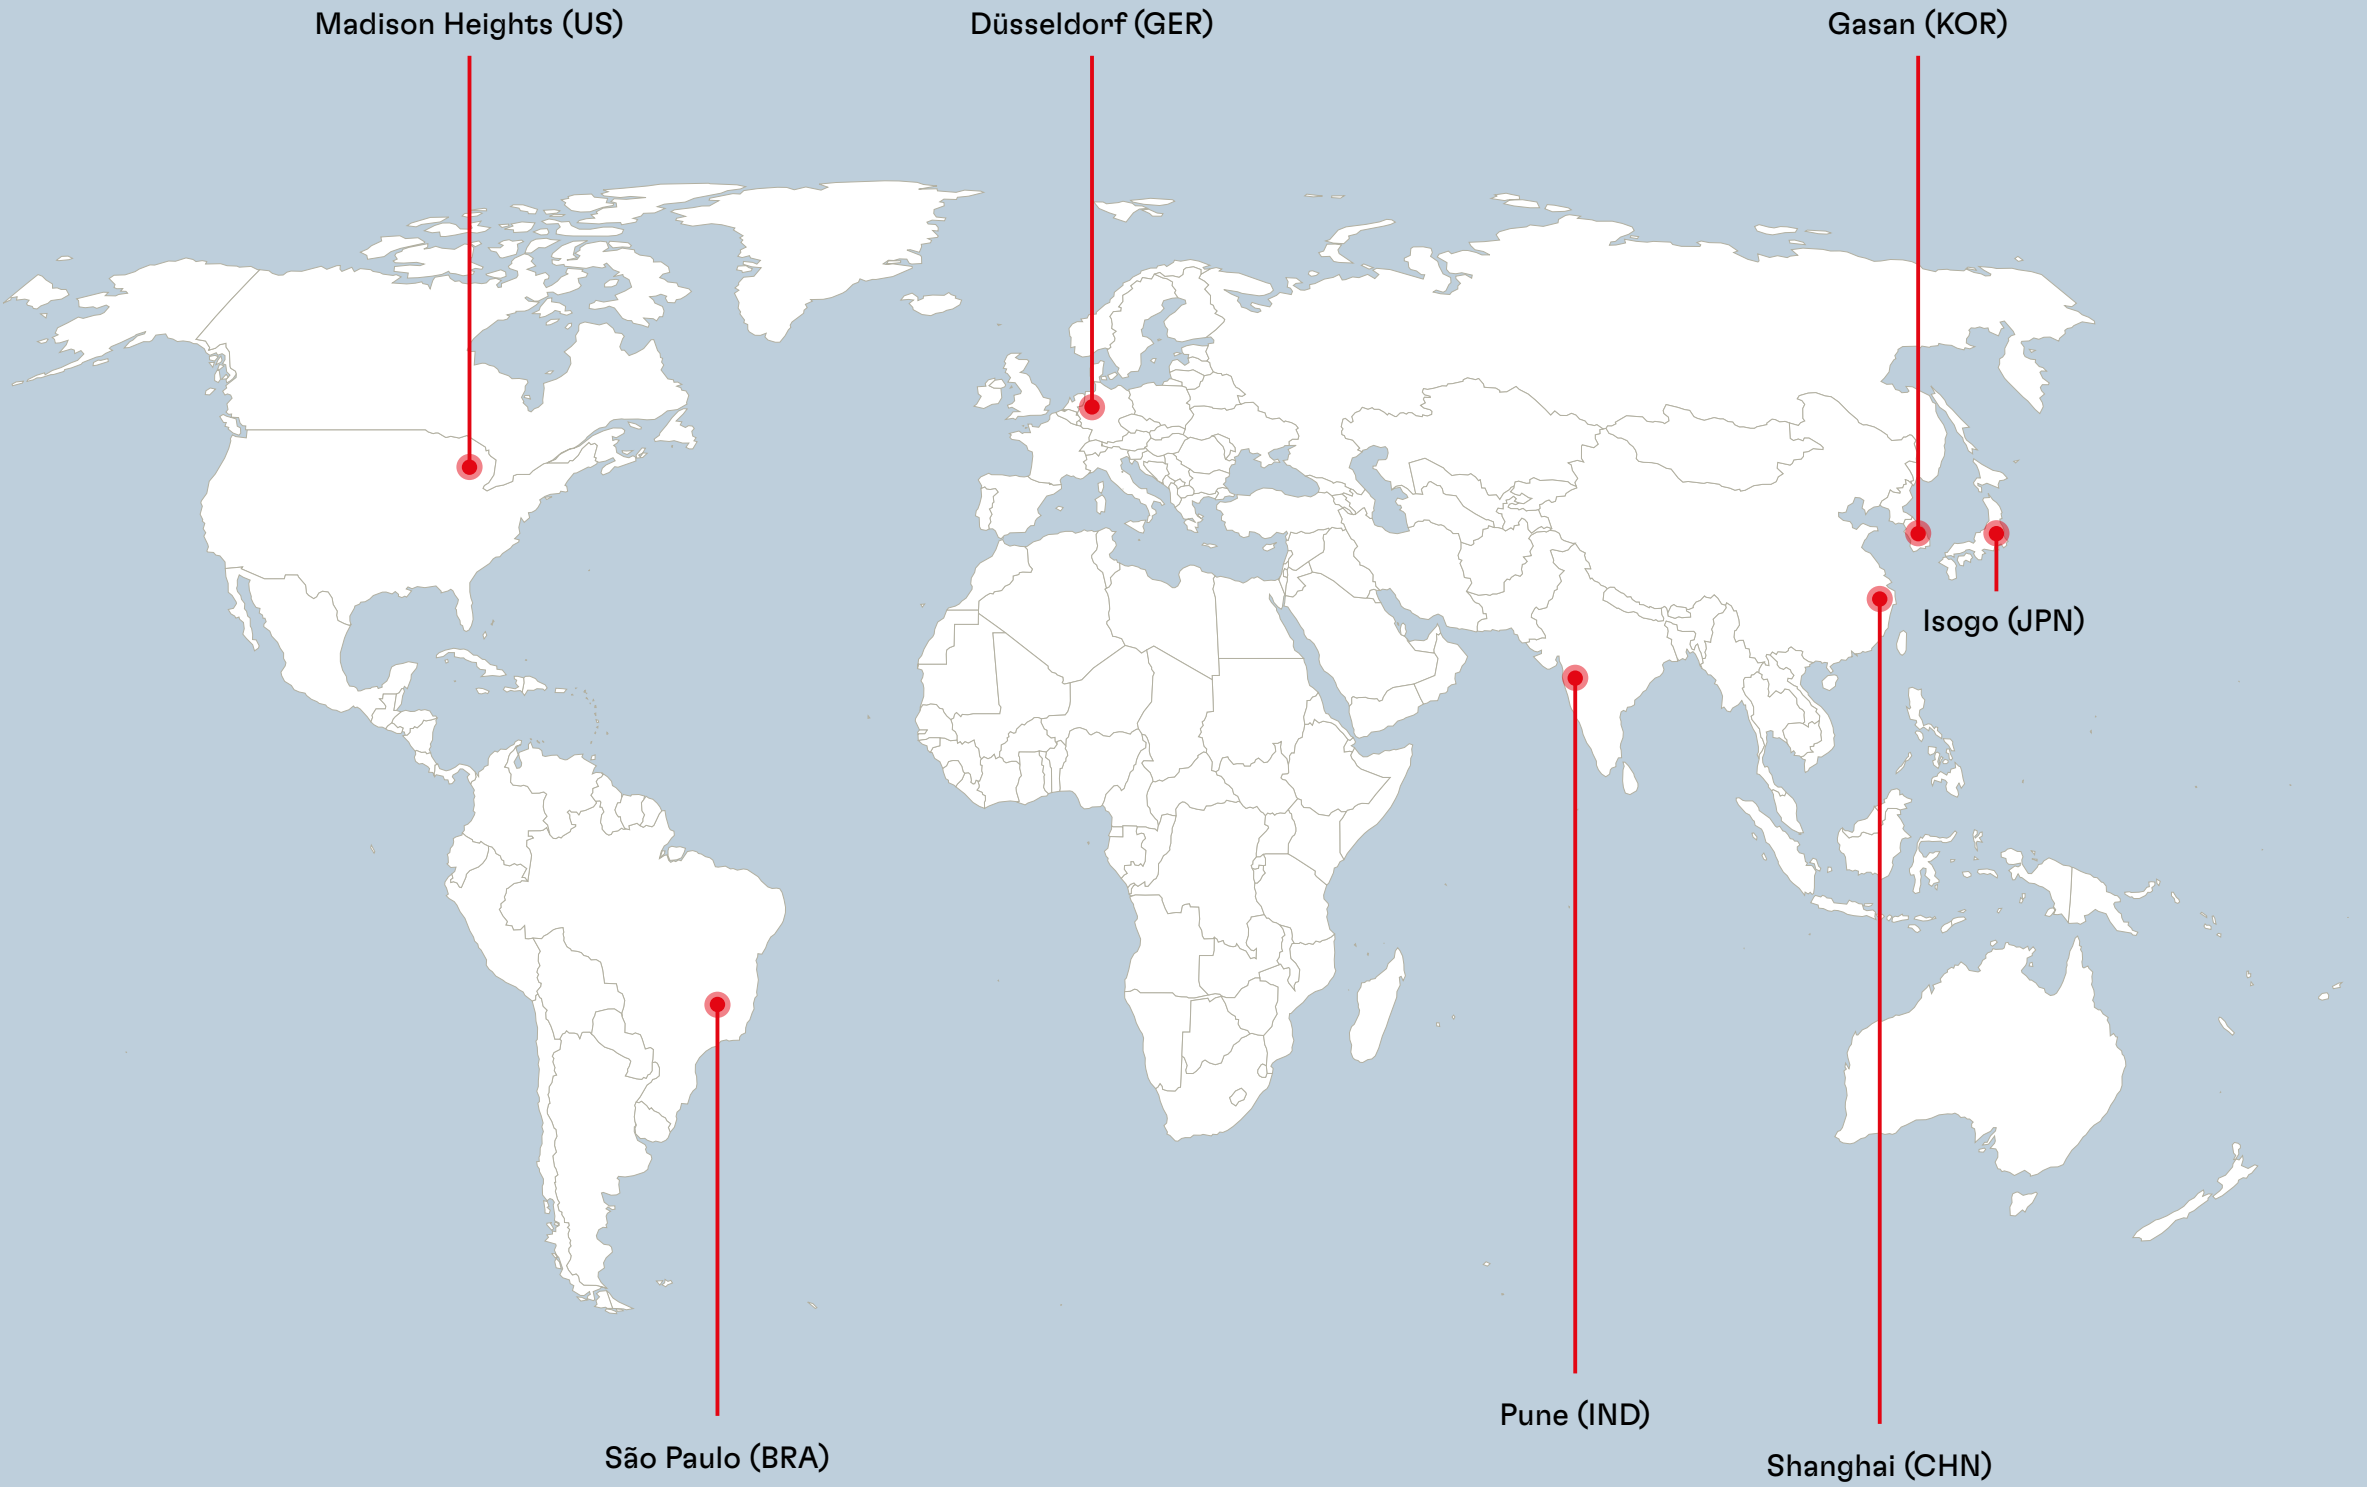 Madison Heights (US)
Düsseldorf (GER)
Gasan (KOR)
Isogo (JPN)
Pune (IND)
São Paulo (BRA)
Shanghai (CHN)